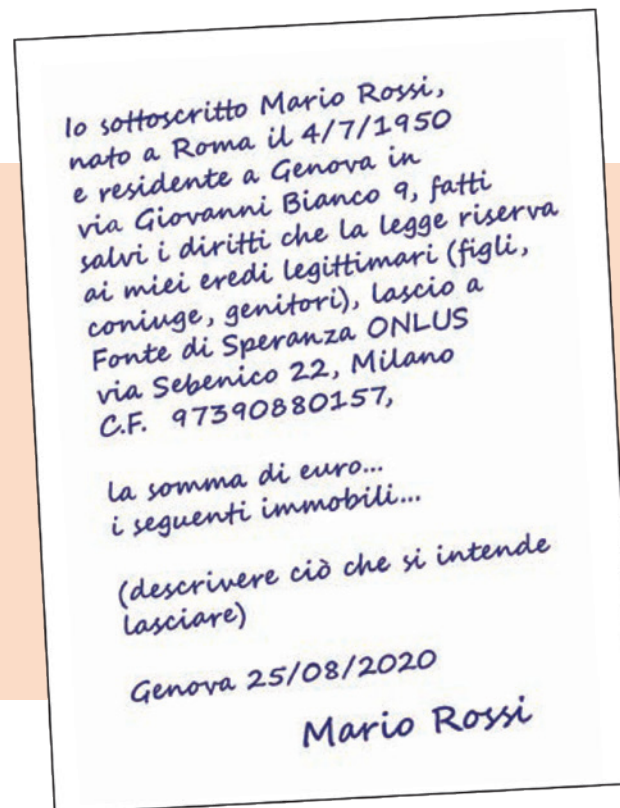 Io sottoscritto Mario Rossi,
nato a Roma il 4/7/1950
e residente a Genova in
via Giovanni Bianco 9, fatti
salvi i diritti che la legge riserva
ai miei eredi legittimari (figli,
coniuge, genitori), lascio a
Fonte di Speranza ONLUS
via Sebenico 22, Milano
C.F. 97390880157,
la somma di euro...
i seguenti immobili...
(descrivere ciò che si intende
lasciare)
Genova 25/08/2020
Mario Rossi